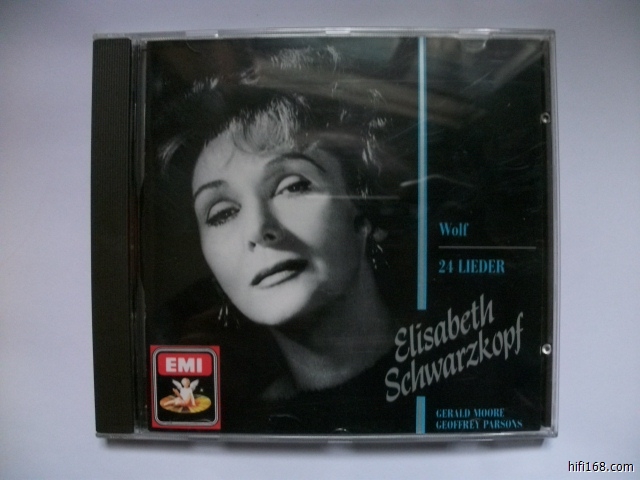 Wolf
24 LIEDER
Elisabeth
Schwarzkopf
EMI
GERALD MOORE
GEOFFREY PARSONS
hifi168.com